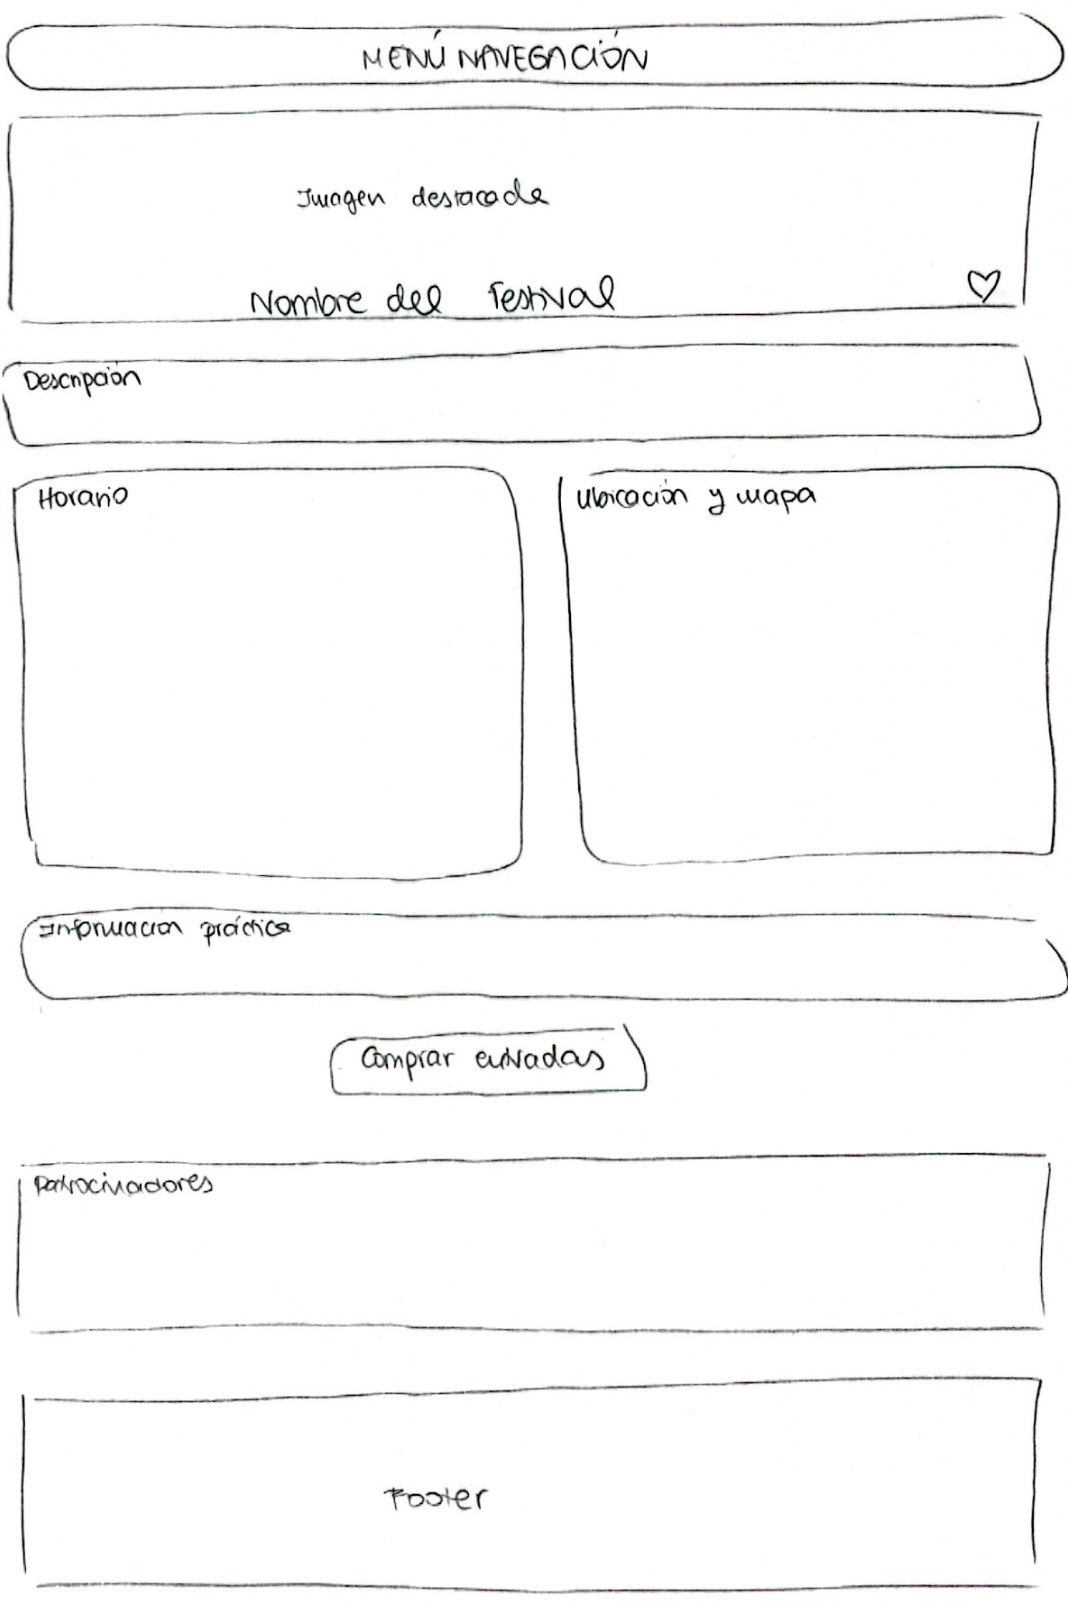 MENÚ NAVEGACIÓN
Imagen destacada
Nombre del festival
Descripción
Horario
Ubicación y mapa
Información práctica
Comprar entradas
Patrocinadores
Footer